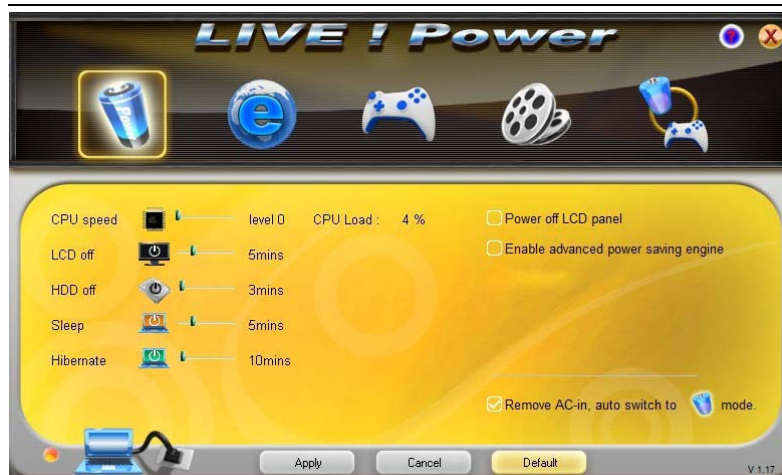 LIVE ! Power
?
X
Power
e
CPU speed level 0 CPU Load : 4 %
LCD off 5mins
HDD off 3mins
Sleep 5mins
Hibernate 10mins
Power off LCD panel
Enable advanced power saving engine
Remove AC-in, auto switch to mode.
Apply Cancel Default
V 1.17